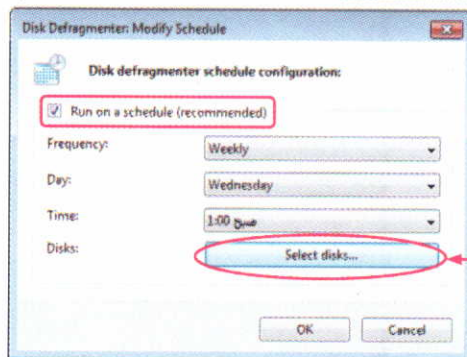 Disk Defragmenter: Modify Schedule
Disk defragmenter schedule configuration:
Run on a schedule (recommended)
Frequency:
Weekly
Day:
Wednesday
Time:
1:00
Disks:
Select disks...
OK
Cancel